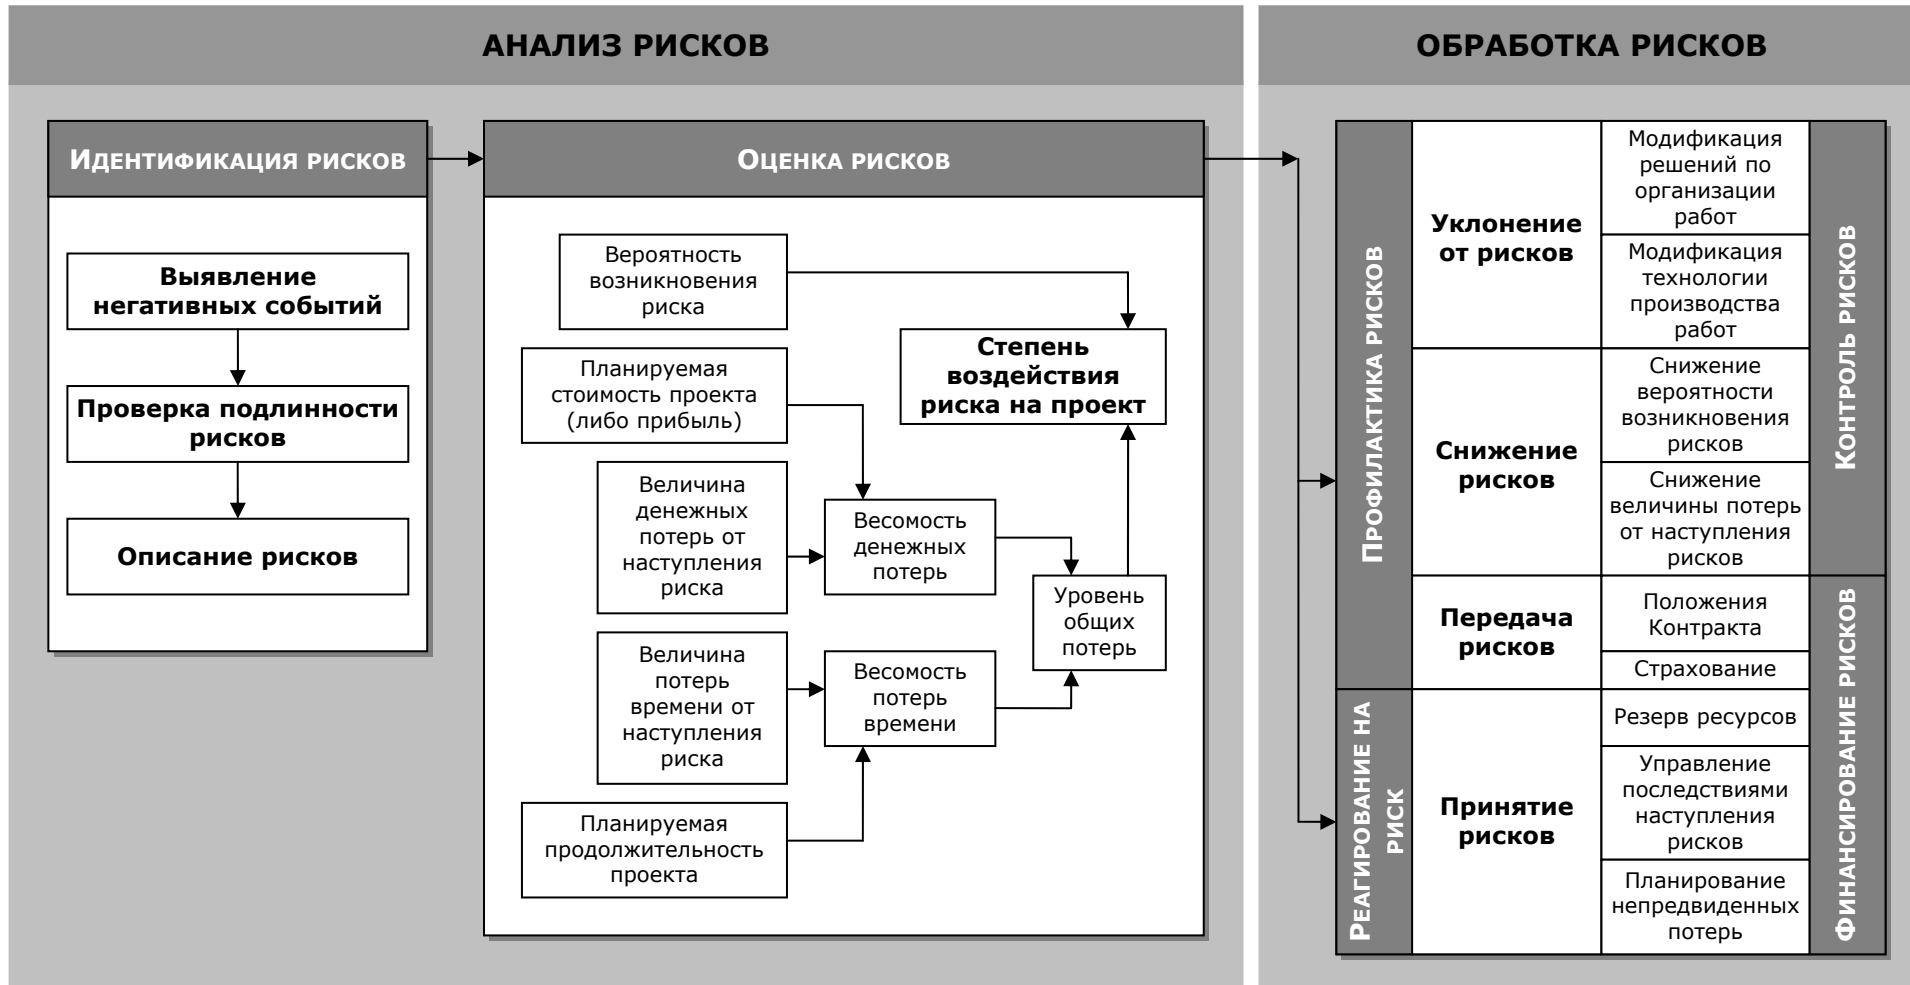 АНАЛИЗ РИСКОВ
ОБРАБОТКА РИСКОВ
ИДЕНТИФИКАЦИЯ РИСКОВ
Выявление
негативных событий
Проверка подлинности
рисков
Описание рисков
ОЦЕНКА РИСКОВ
Вероятность
возникновения
риска
Планируемая
стоимость проекта
(либо прибыль)
Величина
денежных
потерь от
наступления
риска
Величина
потерь
времени от
наступления
риска
Планируемая
продолжительность
проекта
Весомость
денежных
потерь
Весомость
потерь
времени
Уровень
общих
потерь
Степень
воздействия
риска на проект
ПРОФИЛАКТИКА РИСКОВ
РЕАГИРОВАНИЕ НА
РИСК
Уклонение
от рисков
Модификация
решений по
организации
работ
Модификация
технологии
производства
работ
Снижение
рисков
Снижение
вероятности
возникновения
рисков
Снижение
величины потерь
от наступления
рисков
Передача
рисков
Положения
Контракта
Страхование
Принятие
рисков
Резерв ресурсов
Управление
последствиями
наступления
рисков
Планирование
непредвиденных
потерь
КОНТРОЛЬ РИСКОВ
ФИНАНСИРОВАНИЕ РИСКОВ